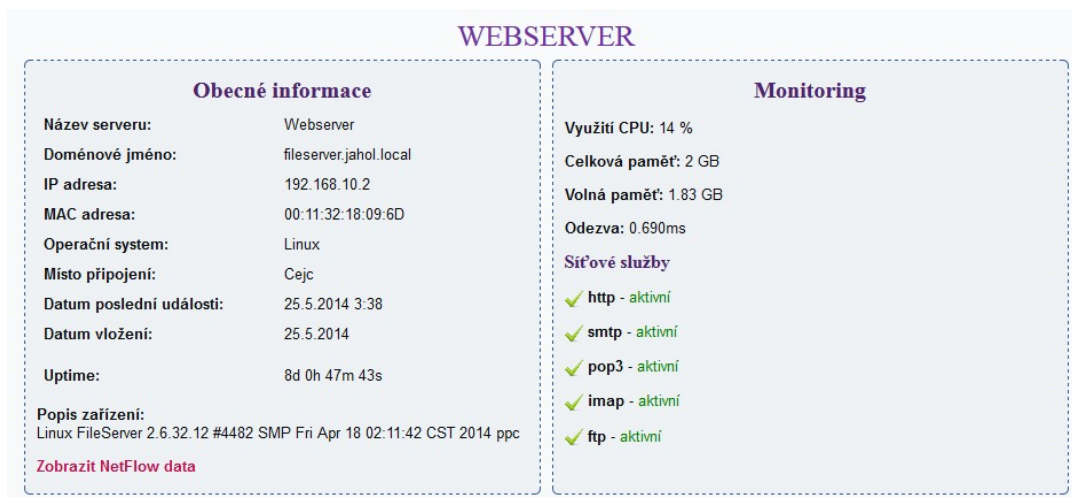 WEBSERVER
Obecné informace
Název serveru: Webserver
Doménové jméno: fileserver.jahol.local
IP adresa: 192.168.10.2
MAC adresa: 00:11:32:18:09:6D
Operační system: Linux
Místo připojení: Cejc
Datum poslední události: 25.5.2014 3:38
Datum vložení: 25.5.2014
Uptime: 8d 0h 47m 43s
Popis zařízení:
Linux FileServer 2.6.32.12 #4482 SMP Fri Apr 18 02:11:42 CST 2014 ppc
Zobrazit NetFlow data
Monitoring
Využití CPU: 14 %
Celková paměť: 2 GB
Volná paměť: 1.83 GB
Odezva: 0.690ms
Síťové služby
http - aktivní
smtp - aktivní
pop3 - aktivní
imap - aktivní
ftp - aktivní